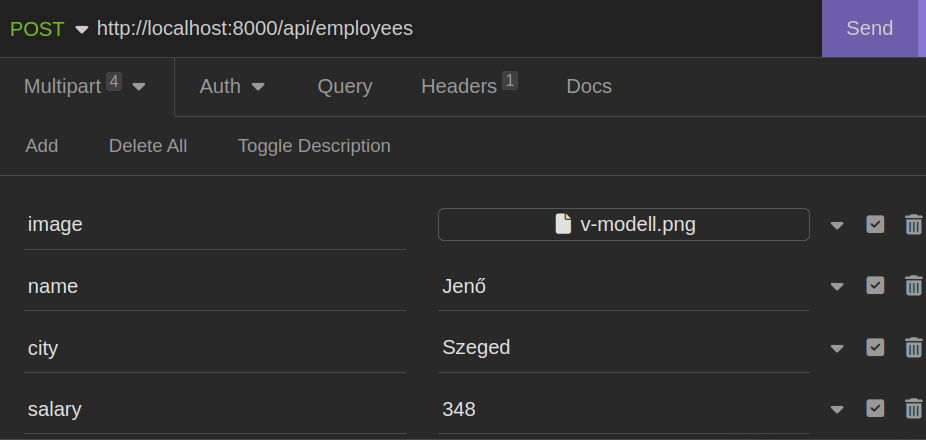 POST http://localhost:8000/api/employees Send
Multipart 4 Auth Query Headers 1 Docs
Add Delete All Toggle Description
image v-modell.png
name Jenő
city Szeged
salary 348